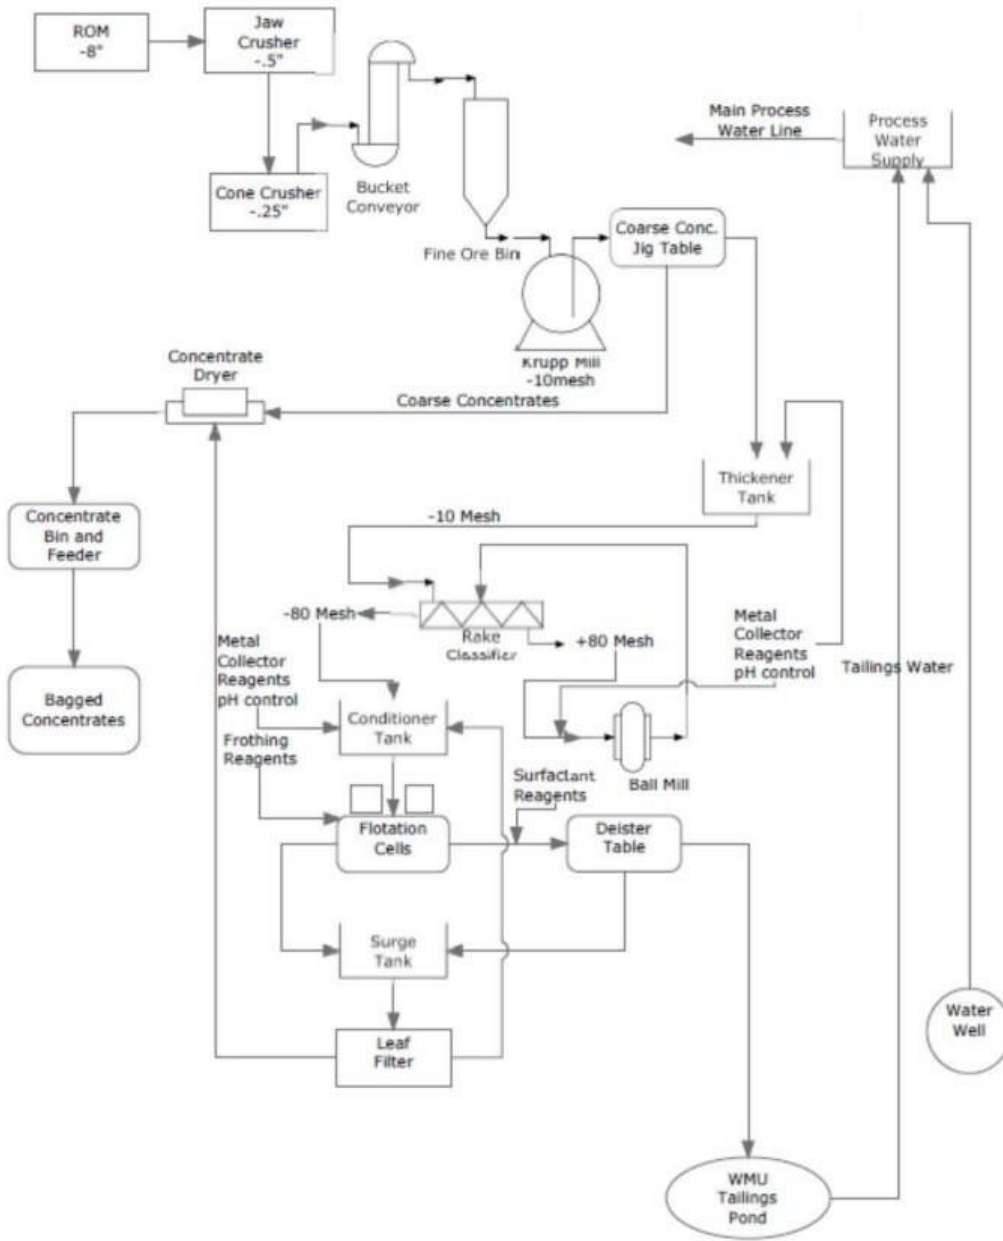 ROM
-8"
Jaw
Crusher
-.5"
Cone Crusher
-.25"
Bucket
Conveyor
Fine Ore Bin
Main Process
Water Line
Process
Water
Supply
Coarse Conc.
Jig Table
Krupp Mill
-10mesh
Concentrate
Dryer
Coarse Concentrates
Thickener
Tank
Concentrate
Bin and
Feeder
-10 Mesh
-80 Mesh
Rake
Classifier
+80 Mesh
Metal
Collector
Reagents
pH control
Tailings Water
Metal
Collector
Reagents
pH control
Bagged
Concentrates
Conditioner
Tank
Frothing
Reagents
Surfactant
Reagents
Ball Mill
Flotation
Cells
Deister
Table
Surge
Tank
Leaf
Filter
Water
Well
WMU
Tailings
Pond